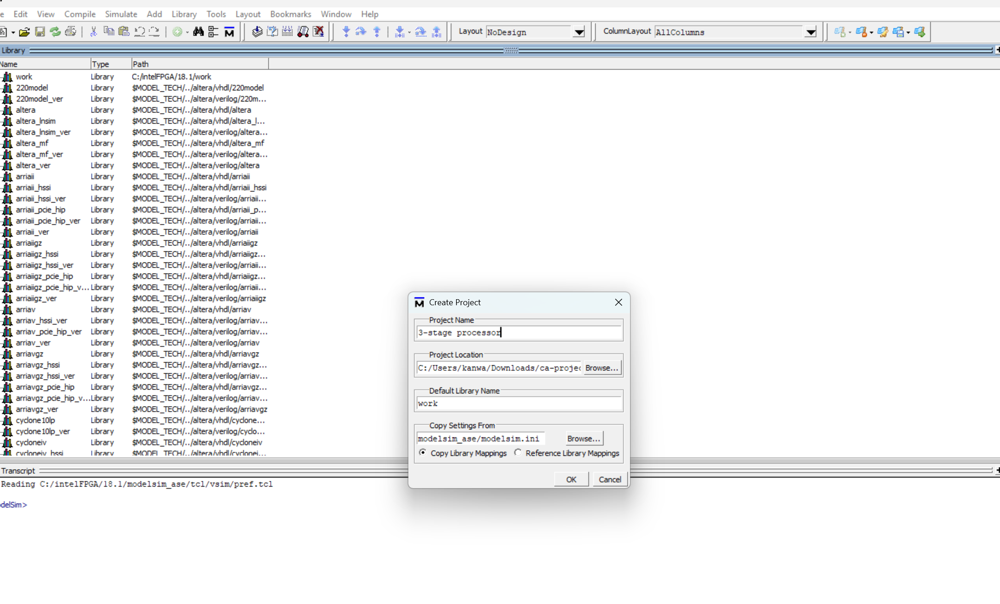 e Edit View Compile Simulate Add Library Tools Layout Bookmarks Window Help
Layout NoDesign ColumnLayout AllColumns
Library
Name Type Path
work Library C:/intelFPGA/18.1/work
220model Library $MODEL_TECH/../altera/vhdl/220model
220model_ver Library $MODEL_TECH/../altera/verilog/220m...
altera Library $MODEL_TECH/../altera/vhdl/altera
altera_lnsim Library $MODEL_TECH/../altera/vhdl/altera_l...
altera_lnsim_ver Library $MODEL_TECH/../altera/verilog/altera...
altera_mf Library $MODEL_TECH/../altera/vhdl/altera_mf
altera_mf_ver Library $MODEL_TECH/../altera/verilog/altera...
altera_ver Library $MODEL_TECH/../altera/verilog/altera
arriaii Library $MODEL_TECH/../altera/vhdl/arriaii
arriaii_hssi Library $MODEL_TECH/../altera/vhdl/arriaii_hssi
arriaii_hssi_ver Library $MODEL_TECH/../altera/verilog/arriaii...
arriaii_pcie_hip Library $MODEL_TECH/../altera/vhdl/arriaii_p...
arriaii_pcie_hip_ver Library $MODEL_TECH/../altera/verilog/arriaii...
arriaii_ver Library $MODEL_TECH/../altera/verilog/arriaii
arriaiigz Library $MODEL_TECH/../altera/vhdl/arriaiigz
arriaiigz_hssi Library $MODEL_TECH/../altera/vhdl/arriaiigz...
arriaiigz_hssi_ver Library $MODEL_TECH/../altera/verilog/arriaii...
arriaiigz_pcie_hip Library $MODEL_TECH/../altera/vhdl/arriaiigz...
arriaiigz_pcie_hip_v... Library $MODEL_TECH/../altera/verilog/arriaii...
arriaiigz_ver Library $MODEL_TECH/../altera/verilog/arriaiigz
arriav Library $MODEL_TECH/../altera/vhdl/arriav
arriav_hssi_ver Library $MODEL_TECH/../altera/verilog/arriav...
arriav_pcie_hip_ver Library $MODEL_TECH/../altera/verilog/arriav...
arriav_ver Library $MODEL_TECH/../altera/verilog/arriav
arriavgz Library $MODEL_TECH/../altera/vhdl/arriavgz
arriavgz_hssi Library $MODEL_TECH/../altera/vhdl/arriavgz...
arriavgz_hssi_ver Library $MODEL_TECH/../altera/verilog/arriav...
arriavgz_pcie_hip Library $MODEL_TECH/../altera/vhdl/arriavgz...
arriavgz_pcie_hip_v... Library $MODEL_TECH/../altera/verilog/arriav...
arriavgz_ver Library $MODEL_TECH/../altera/verilog/arriavgz
cyclone10lp Library $MODEL_TECH/../altera/vhdl/cyclone...
cyclone10lp_ver Library $MODEL_TECH/../altera/verilog/cyclo...
cycloneiv Library $MODEL_TECH/../altera/vhdl/cycloneiv
cycloneiv_hssi Library $MODEL_TECH/../altera/vhdl/cyclonei...
Create Project
Project Name
3-stage processor
Project Location
C:/Users/kanwa/Downloads/ca-projec Browse...
Default Library Name
work
Copy Settings From
modelsim_ase/modelsim.ini Browse...
Copy Library Mappings Reference Library Mappings
OK Cancel
Transcript
Reading C:/intelFPGA/18.1/modelsim_ase/tcl/vsim/pref.tcl
odelSim>